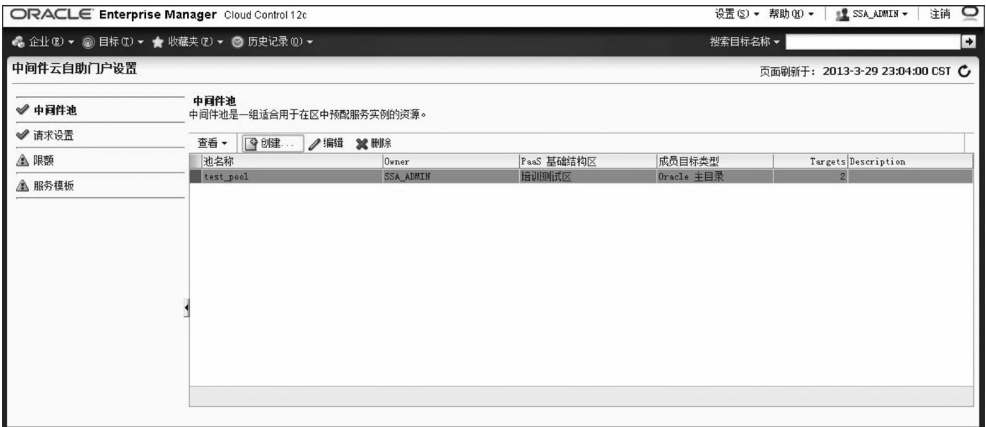 ORACLE Enterprise Manager Cloud Control 12c
设置(S) 帮助(H) SSA_ADMIN 注销
企业(E) 目标(T) 收藏夹(F) 历史记录(O) 搜索目标名称
中间件云自助门户设置
页面刷新于: 2013-3-29 23:04:00 CST
中间件池
请求设置
限额
服务模板
中间件池
中间件池是一组适合用于在区中预配服务实例的资源。
查看 创建... 编辑 删除
池名称 Owner PaaS 基础结构区 成员目标类型 Targets Description
test_pool SSA_ADMIN 培训测试区 Oracle 主目录 2